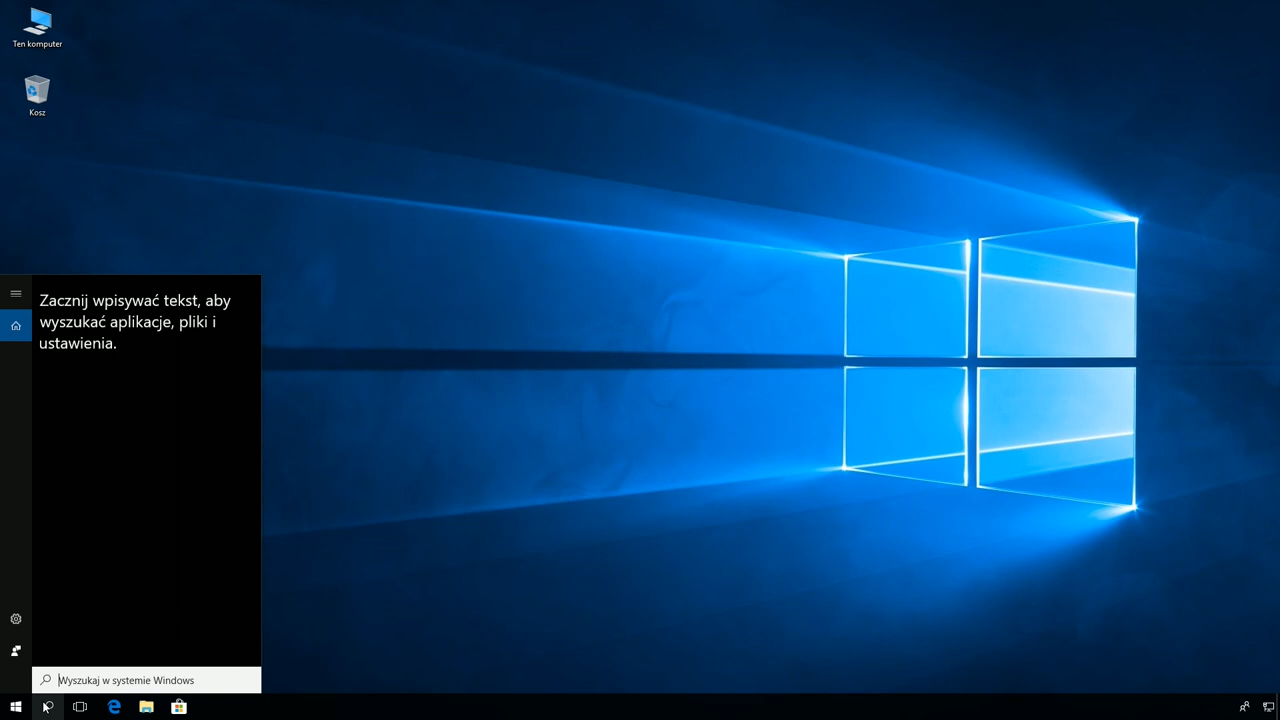 Ten komputer
Kosz
Zacznij wpisywać tekst, aby
wyszukać aplikacje, pliki i
ustawienia.
Wyszukaj w systemie Windows